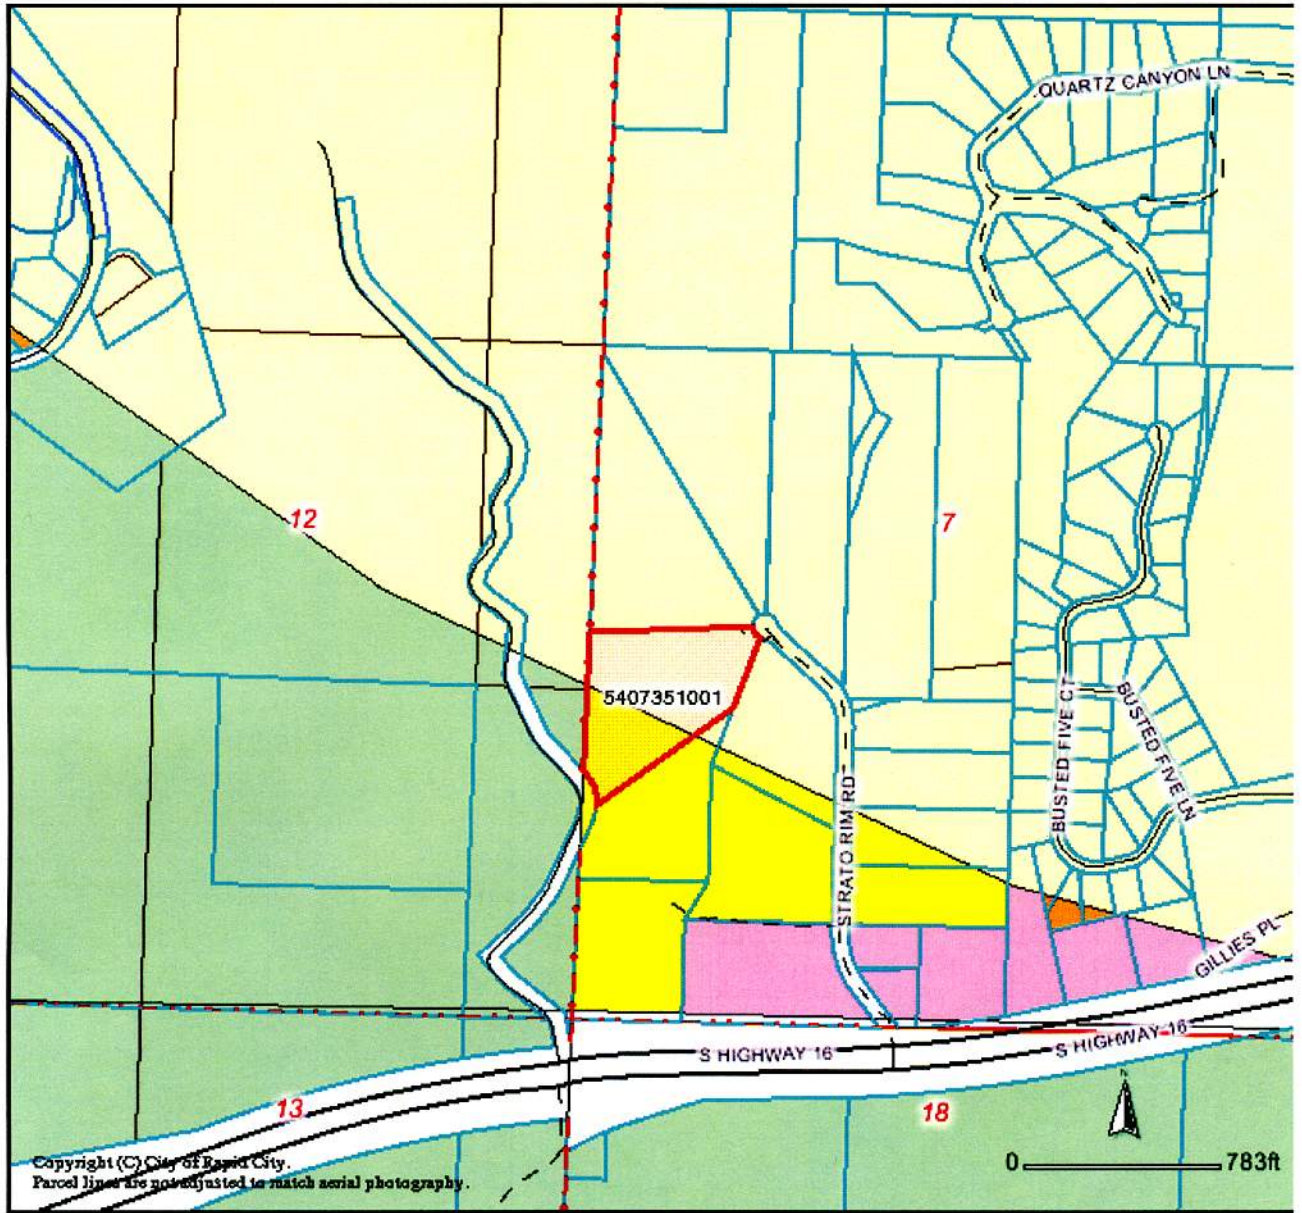 QUARTZ CANYON LN
12
7
5407351001
BUSTED FIVE CT
BUSTED FIVE LN
STRATO RIM RD
GILLIES PL
S HIGHWAY 16
S HIGHWAY 16
13
18
N
Copyright (C) City of Rapid City.
Parcel lines are not adjusted to match aerial photography.
0 783ft